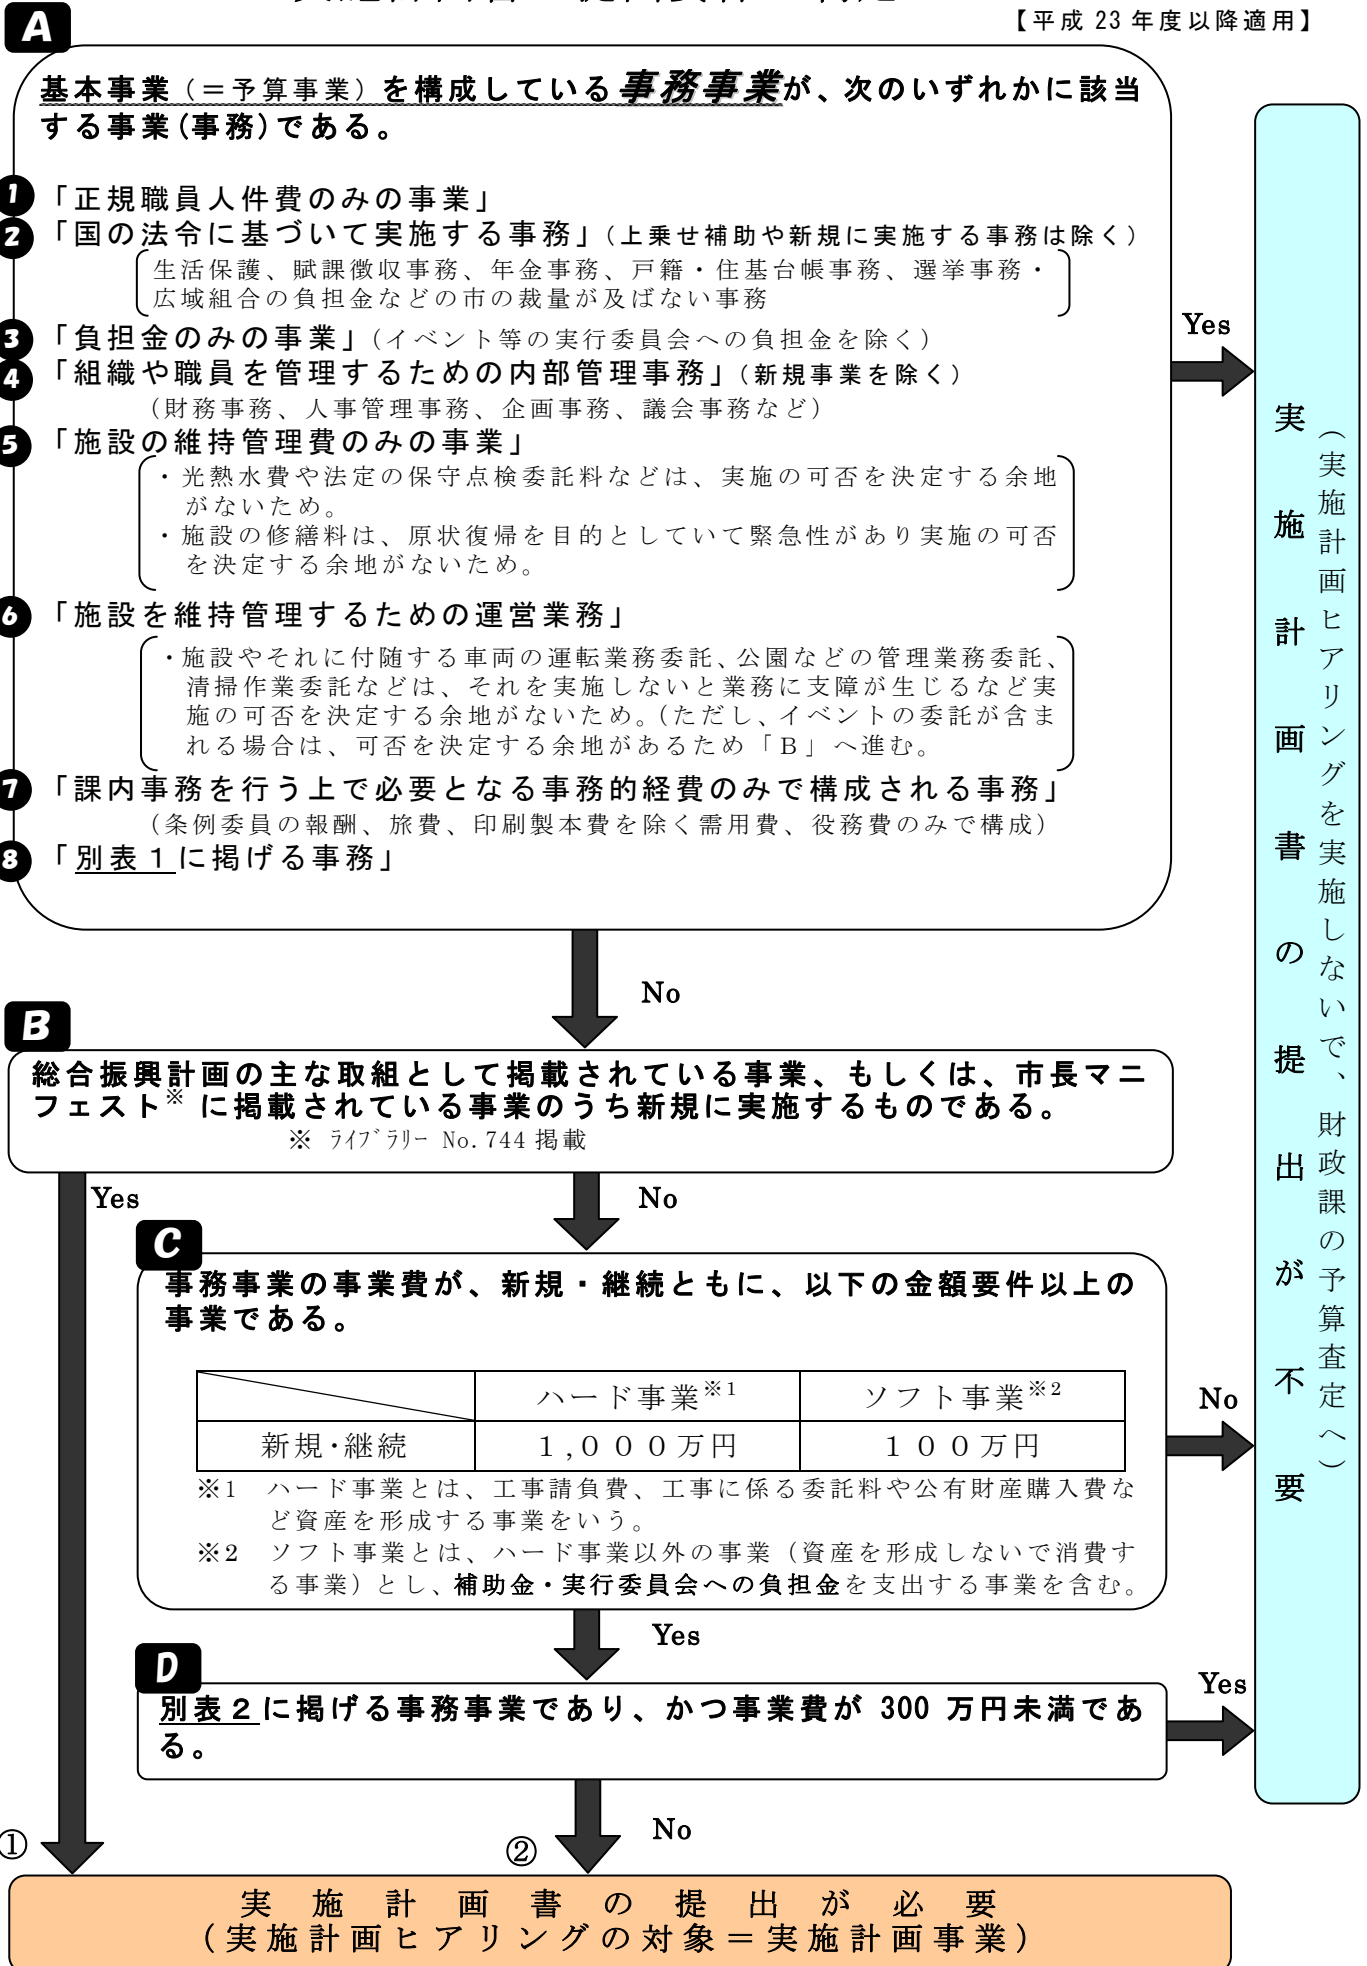 【平成 23 年度以降適用】
A
基本事業（＝予算事業）を構成している事務事業が、次のいずれかに該当
する事業(事務)である。
1 「正規職員人件費のみの事業」
2 「国の法令に基づいて実施する事務」（上乗せ補助や新規に実施する事務は除く）
生活保護、賦課徴収事務、年金事務、戸籍・住基台帳事務、選挙事務・
広域組合の負担金などの市の裁量が及ばない事務
3 「負担金のみの事業」（イベント等の実行委員会への負担金を除く）
4 「組織や職員を管理するための内部管理事務」（新規事業を除く）
（財務事務、人事管理事務、企画事務、議会事務など）
5 「施設の維持管理費のみの事業」
・光熱水費や法定の保守点検委託料などは、実施の可否を決定する余地
がないため。
・施設の修繕料は、原状復帰を目的としていて緊急性があり実施の可否
を決定する余地がないため。
6 「施設を維持管理するための運営業務」
・施設やそれに付随する車両の運転業務委託、公園などの管理業務委託、
清掃作業委託などは、それを実施しないと業務に支障が生じるなど実
施の可否を決定する余地がないため。（ただし、イベントの委託が含ま
れる場合は、可否を決定する余地があるため「Ｂ」へ進む。
7 「課内事務を行う上で必要となる事務的経費のみで構成される事務」
（条例委員の報酬、旅費、印刷製本費を除く需用費、役務費のみで構成）
8 「別表１に掲げる事務」
Yes
No
B
総合振興計画の主な取組として掲載されている事業、もしくは、市長マニ
フェスト※ に掲載されている事業のうち新規に実施するものである。
※ ﾗｲﾌﾞﾗﾘｰ No.744 掲載
Yes
No
C
事務事業の事業費が、新規・継続ともに、以下の金額要件以上の
事業である。
ハード事業※1 ソフト事業※2
新規・継続 １,０００万円 １００万円
※1 ハード事業とは、工事請負費、工事に係る委託料や公有財産購入費な
ど資産を形成する事業をいう。
※2 ソフト事業とは、ハード事業以外の事業（資産を形成しないで消費す
る事業）とし、補助金・実行委員会への負担金を支出する事業を含む。
No
Yes
D
別表２に掲げる事務事業であり、かつ事業費が 300 万円未満であ
る。
Yes
No
①
②
実施計画書の提出が必要
（実施計画ヒアリングの対象＝実施計画事業）
実施計画書の提出が不要
（実施計画ヒアリングを実施しないで、財政課の予算査定へ）